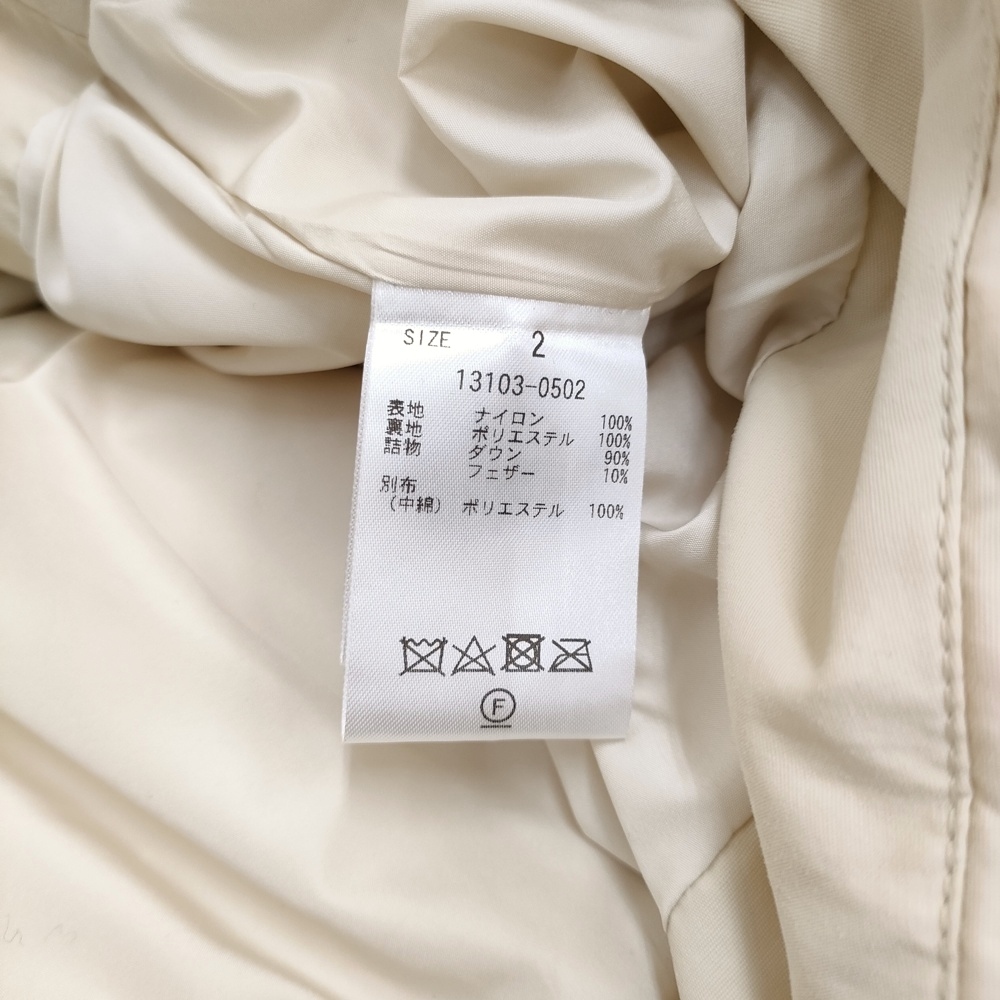 SIZE 2
13103-0502
表地 ナイロン 100%
裏地 ポリエステル 100%
詰物 ダウン 90%
フェザー 10%
別布
(中綿) ポリエステル 100%
F